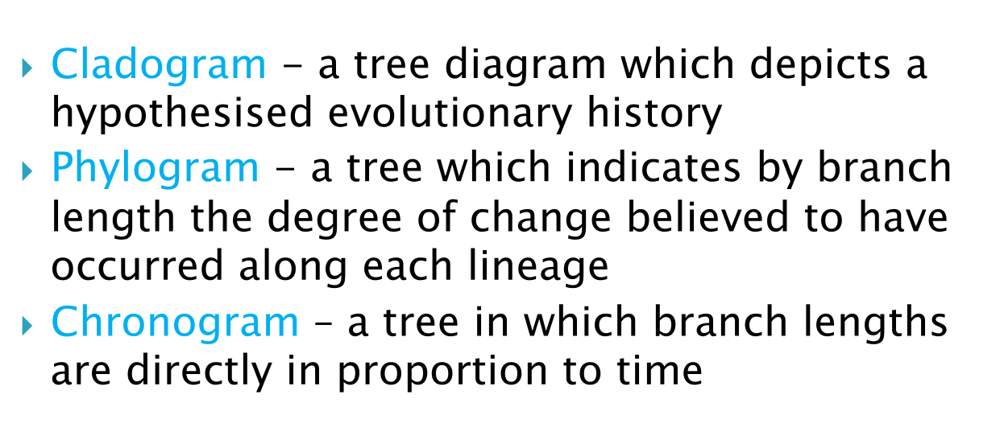 Cladogram – a tree diagram which depicts a
hypothesised evolutionary history
Phylogram – a tree which indicates by branch
length the degree of change believed to have
occurred along each lineage
Chronogram – a tree in which branch lengths
are directly in proportion to time